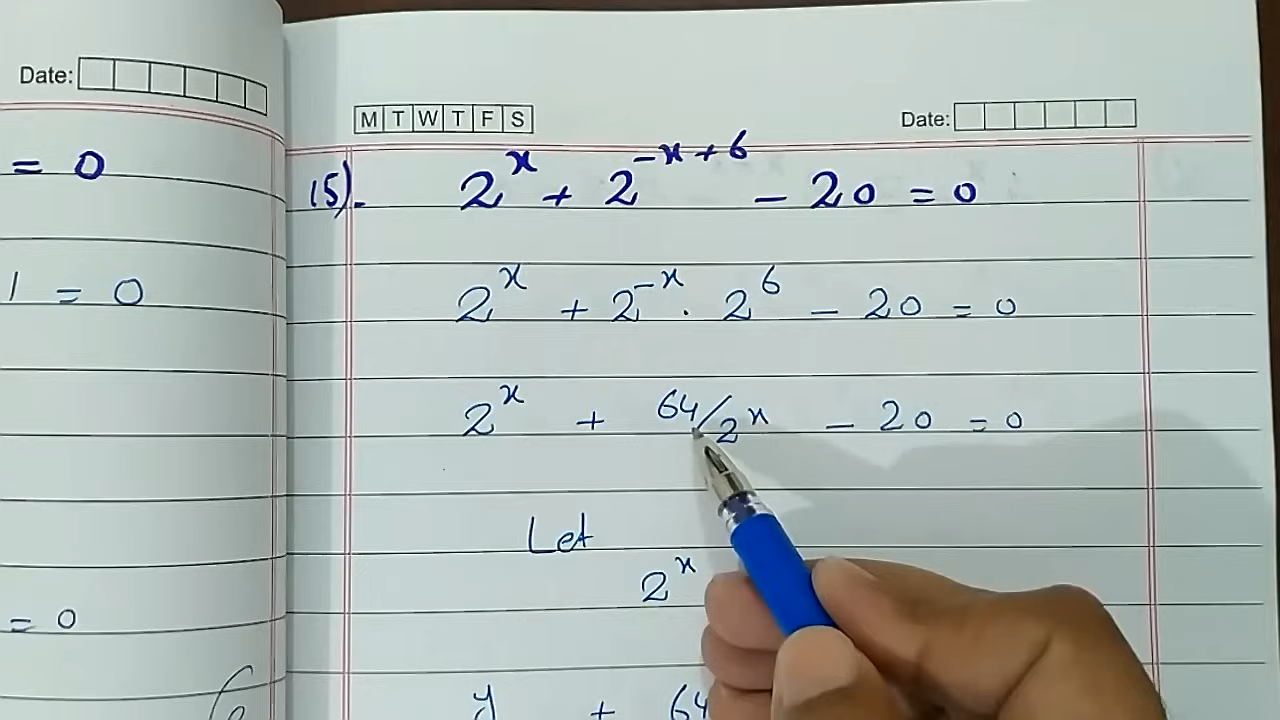 Date:
= 0
1 = 0
= 0
M T W T F S
Date:
15). 2^x + 2^{-x+6} - 20 = 0
2^x + 2^{-x} . 2^6 - 20 = 0
2^x + 64/2^x - 20 = 0
Let
2^x
y + 64